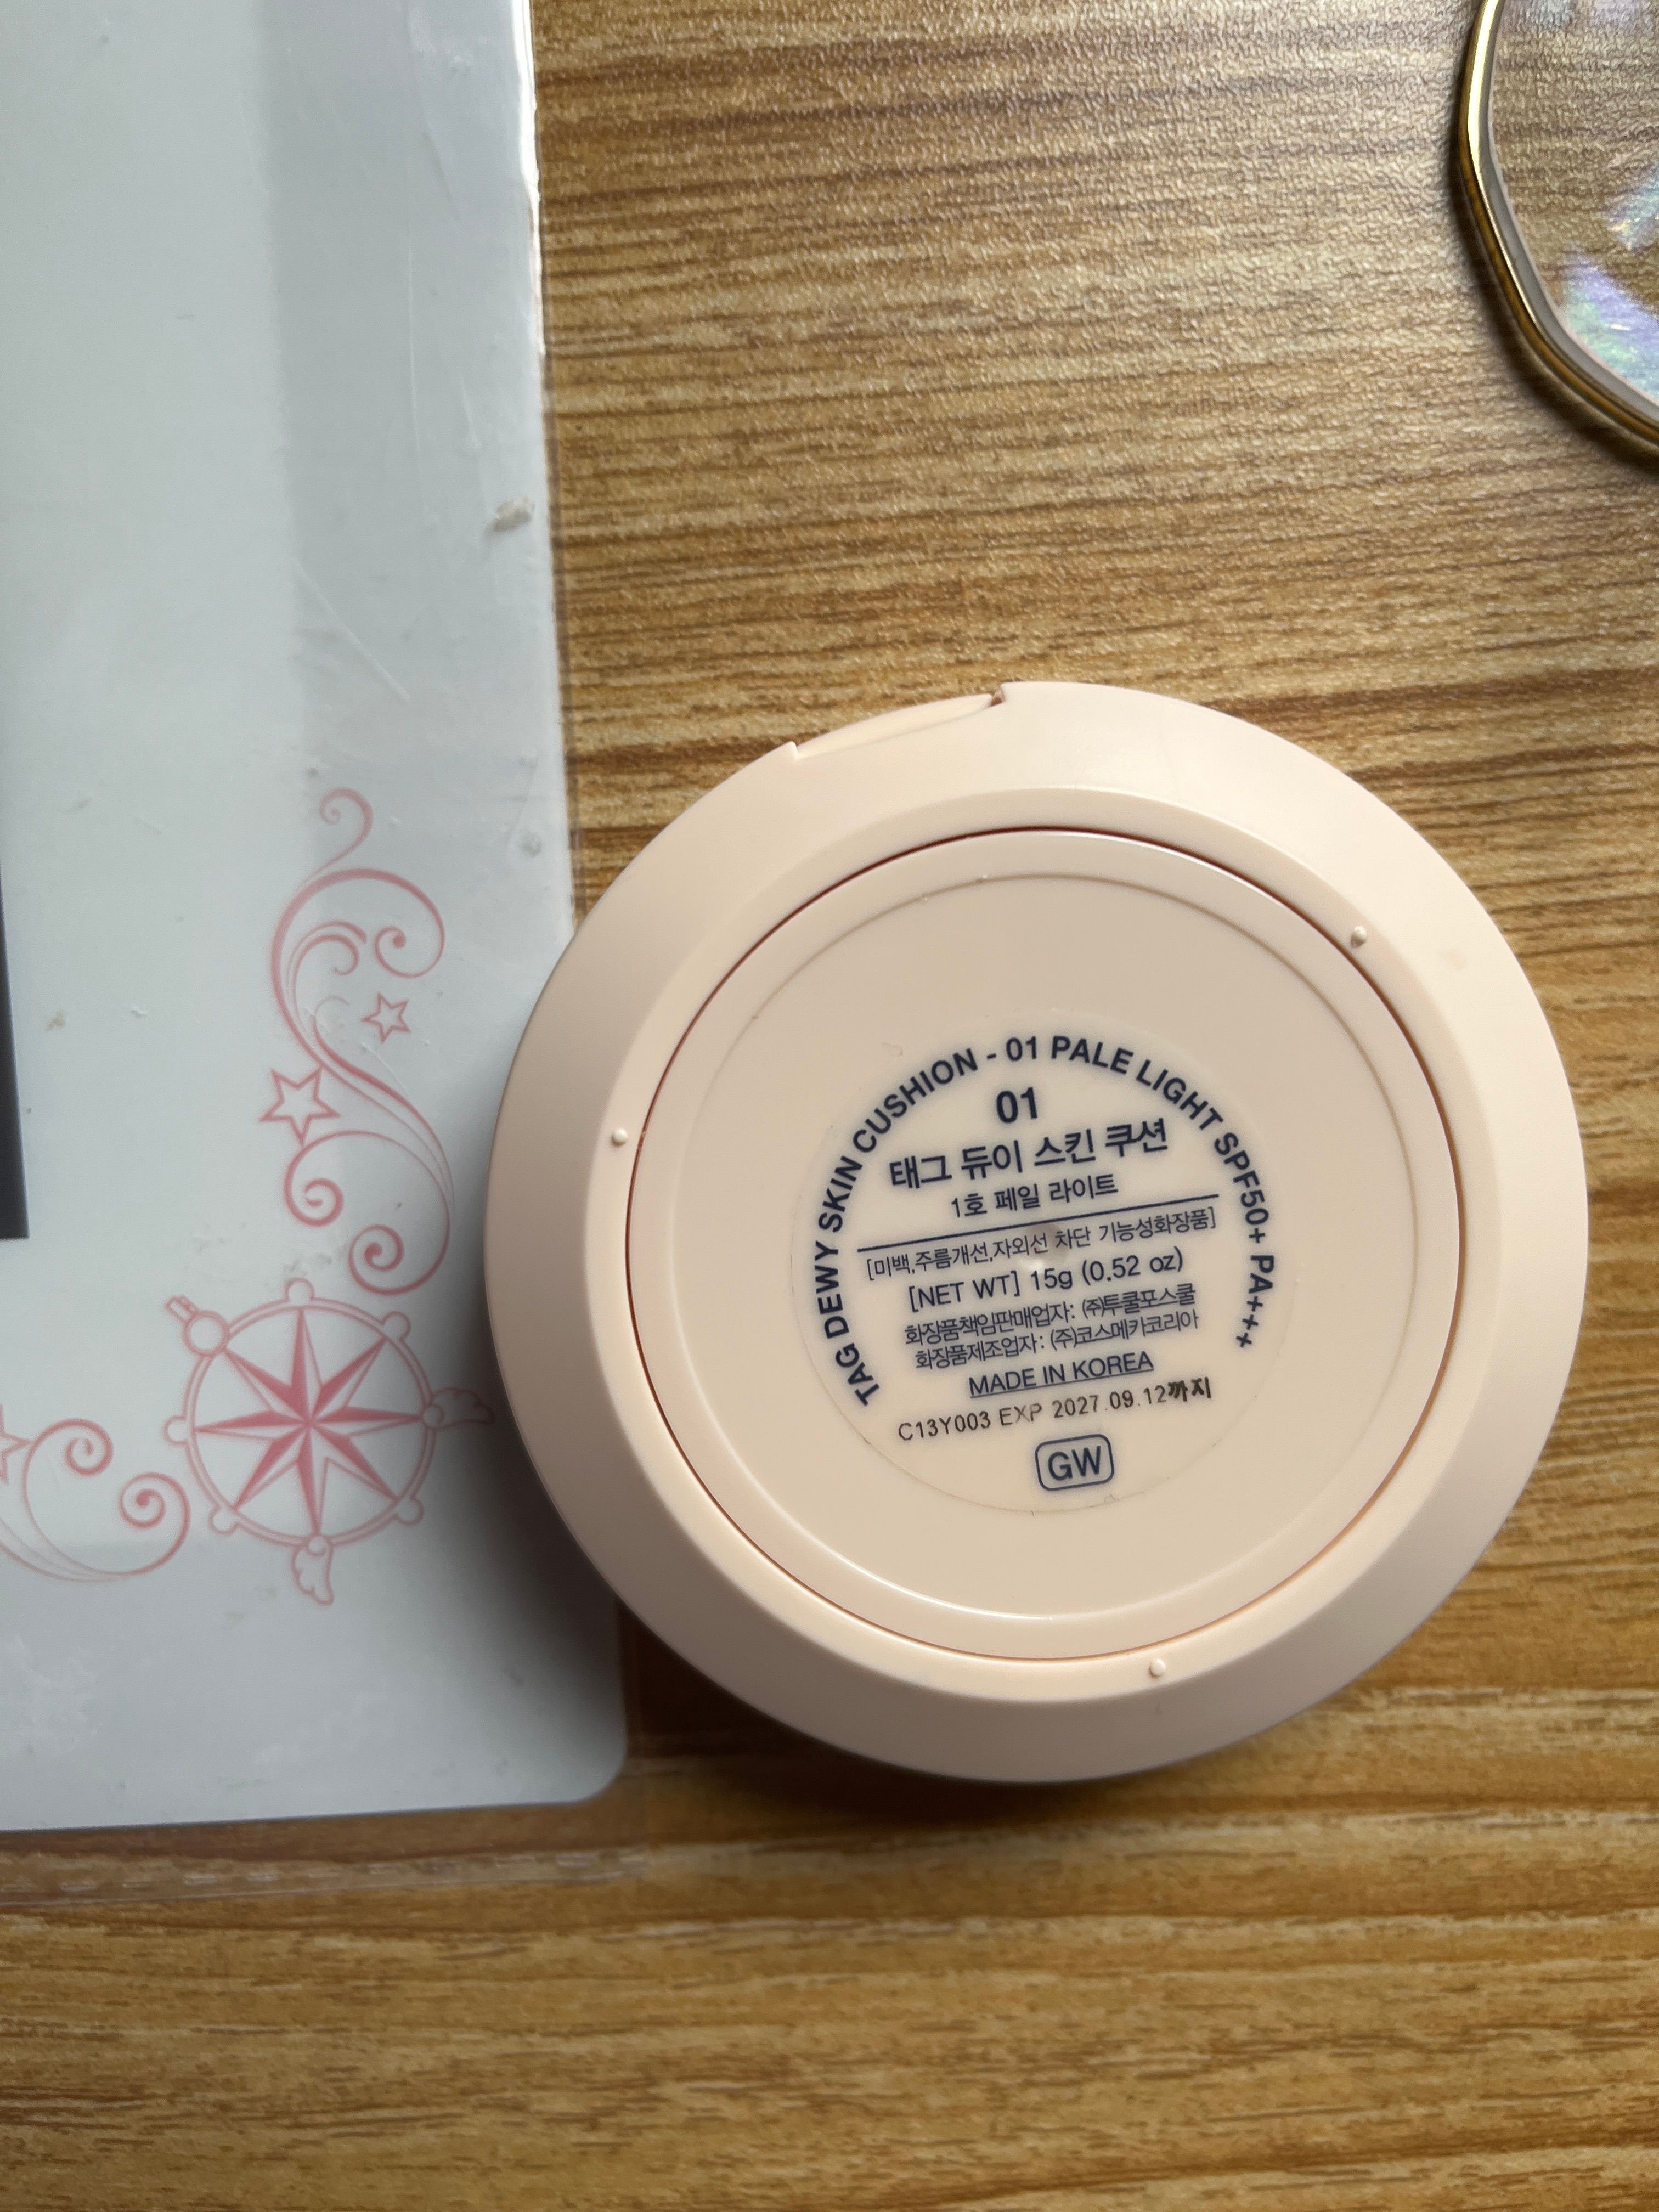 TAG DEWY SKIN CUSHION - 01 PALE LIGHT SPF50+ PA+++
01
태그 듀이 스킨 쿠션
1호 페일 라이트
[미백,주름개선,자외선 차단 기능성화장품]
[NET WT] 15g (0.52 oz)
화장품책임판매업자: (주)투쿨포스쿨
화장품제조업자: (주)코스메카코리아
MADE IN KOREA
C13Y003 EXP 2027.09.12까지
GW